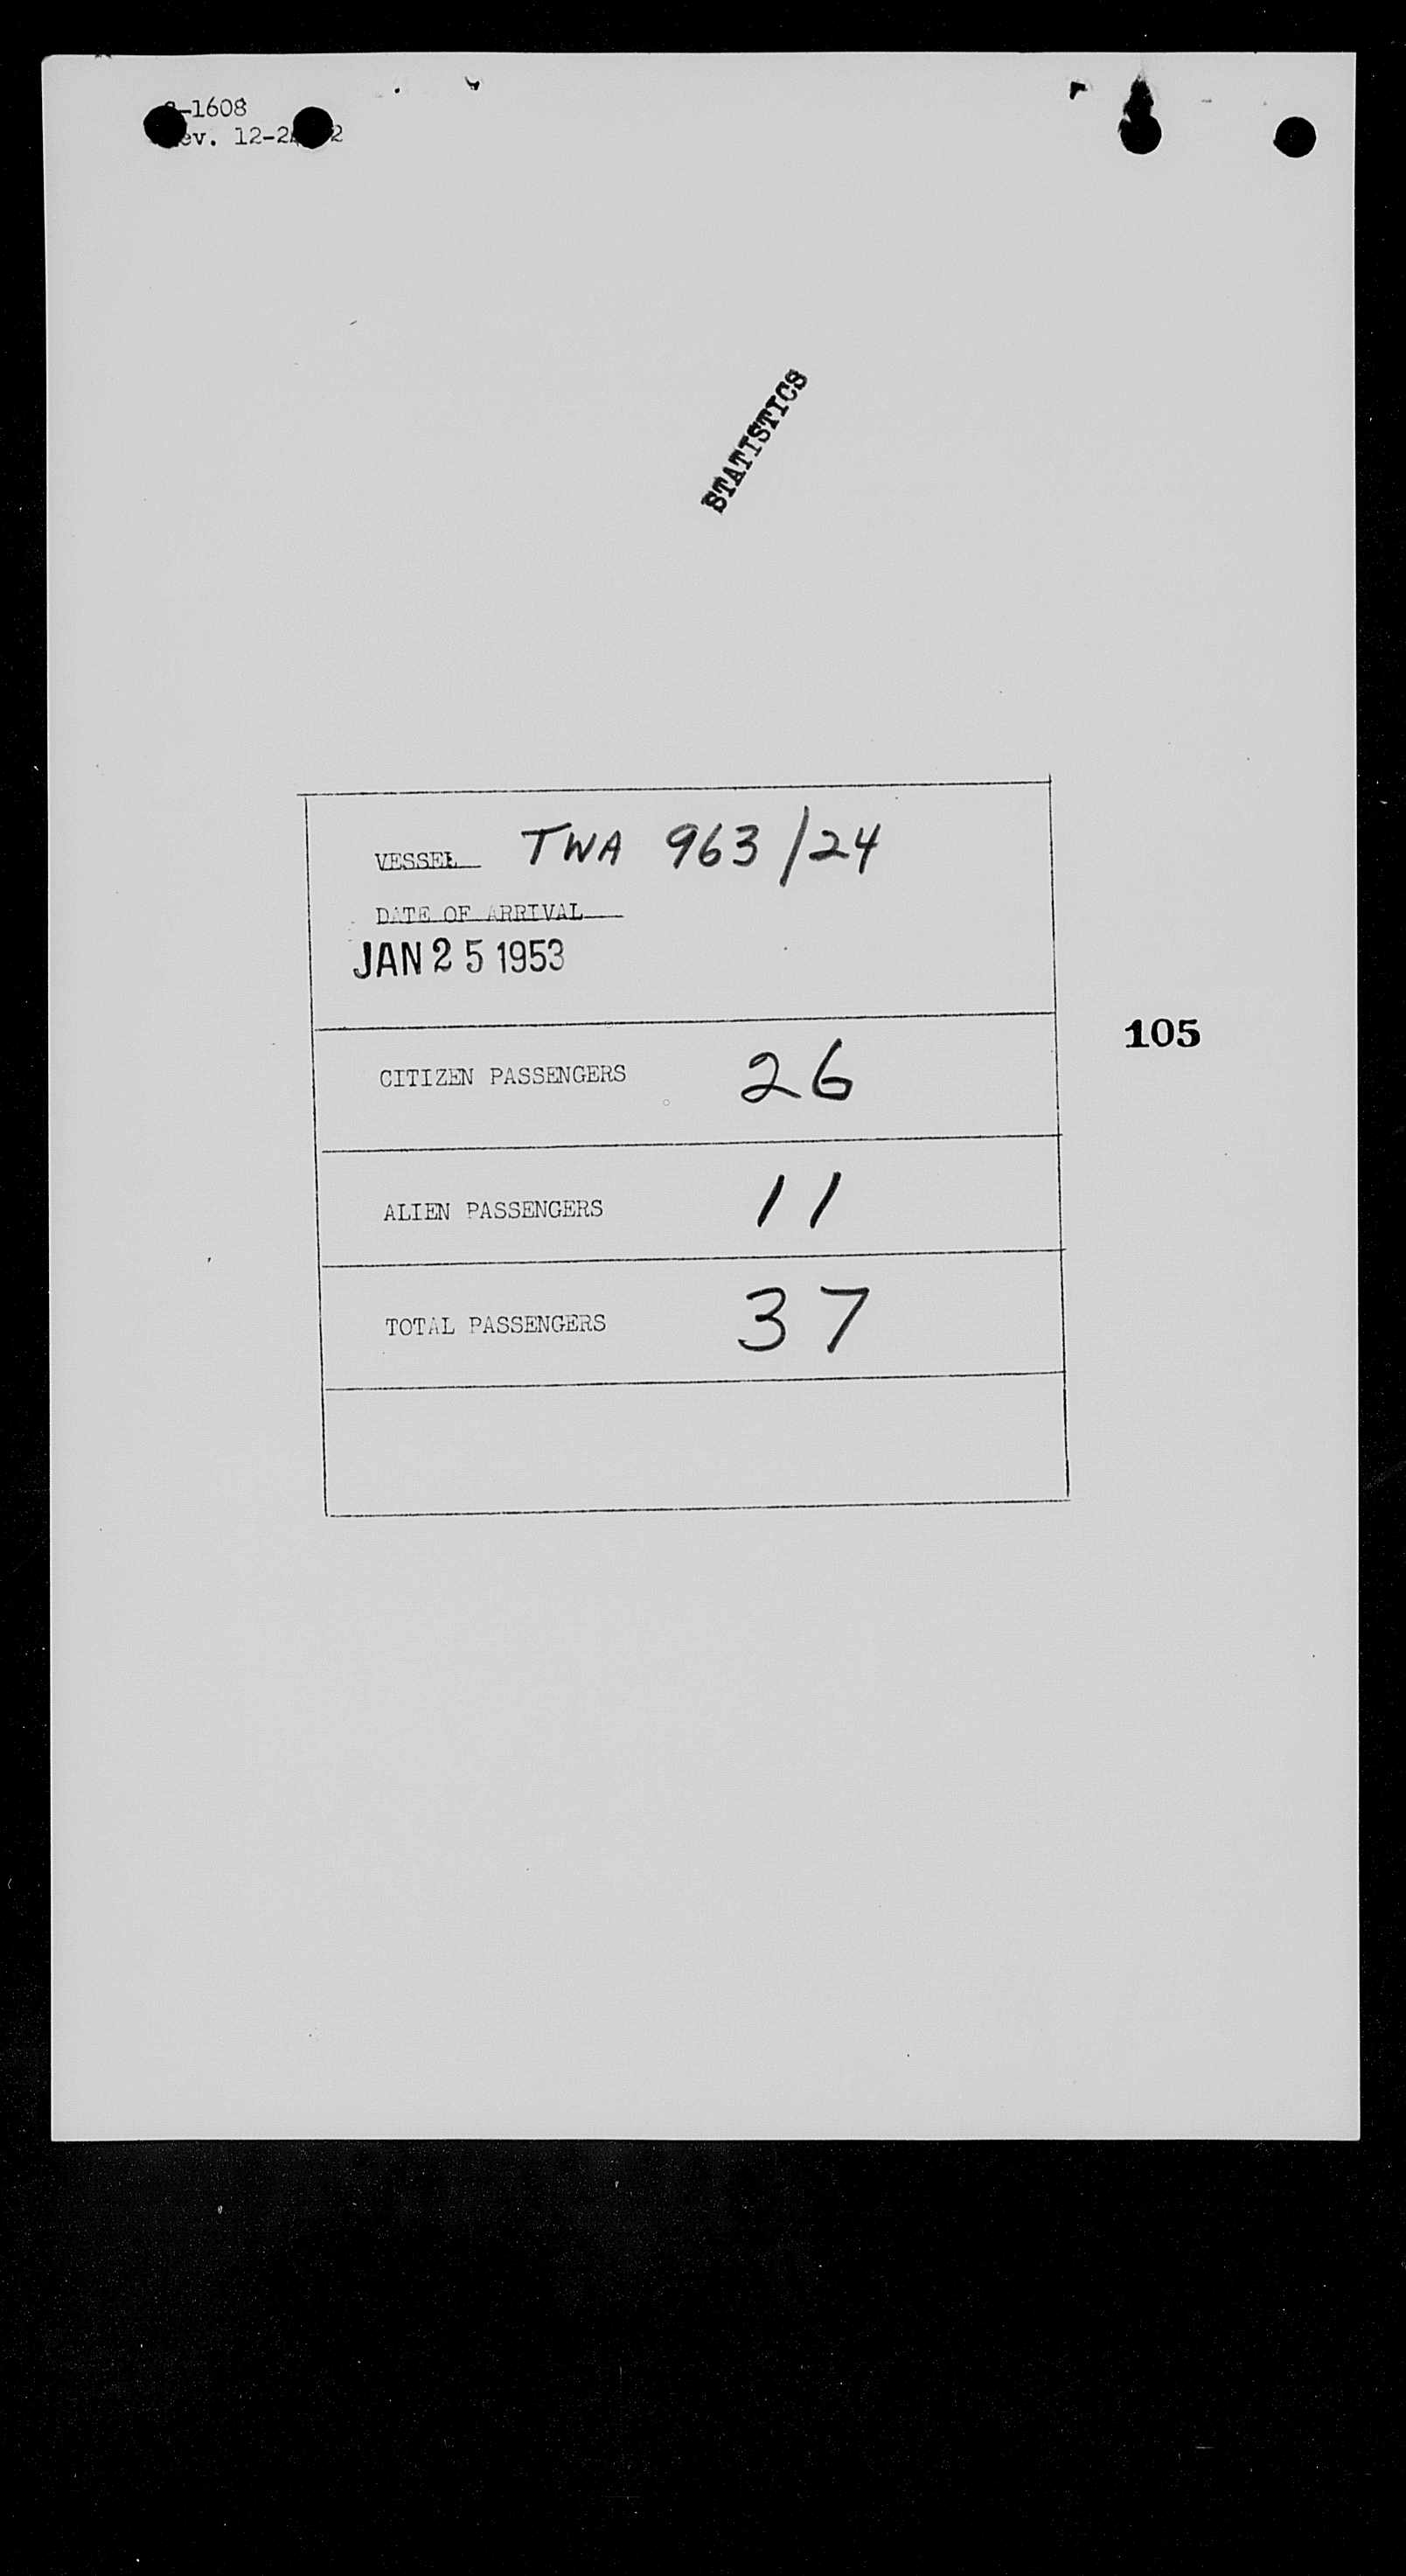 -1608
ev. 12-2 2
STATISTICS
VESSEL TWA 963/24
DATE OF ARRIVAL
JAN 25 1953
105
CITIZEN PASSENGERS 26
ALIEN PASSENGERS 11
TOTAL PASSENGERS 37